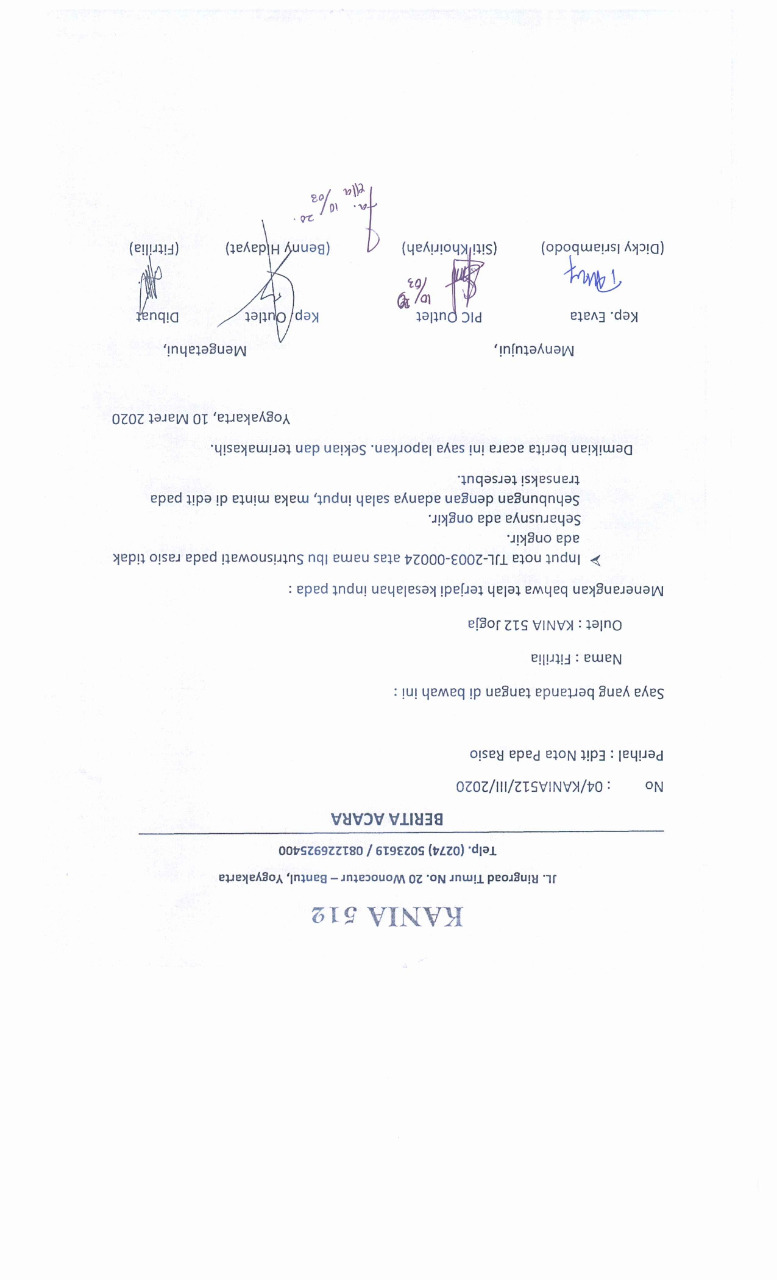 KANIA 512
JL. Ringroad Timur No. 20 Wonocatur – Bantul, Yogyakarta
Telp. (0274) 5023619 / 081226925400
BERITA ACARA
No : 04/KANIA512/III/2020
Perihal : Edit Nota Pada Rasio
Saya yang bertanda tangan di bawah ini :
Nama : Fitrilia
Oulet : KANIA 512 Jogja
Menerangkan bahwa telah terjadi kesalahan input pada :
➤ Input nota TJL-2003-00024 atas nama Ibu Sutrisnowati pada rasio tidak
ada ongkir.
Seharusnya ada ongkir.
Sehubungan dengan adanya salah input, maka minta di edit pada
transaksi tersebut.
Demikian berita acara ini saya laporkan. Sekian dan terimakasih.
Yogyakarta, 10 Maret 2020
Menyetujui, Mengetahui,
Kep. Evata PIC Outlet Kep Outlet Dibuat
10/03
(Dicky Isriambodo) (Siti Khoiriyah) (Benny Hidayat) (Fitrilia)
10/03 20.
effa